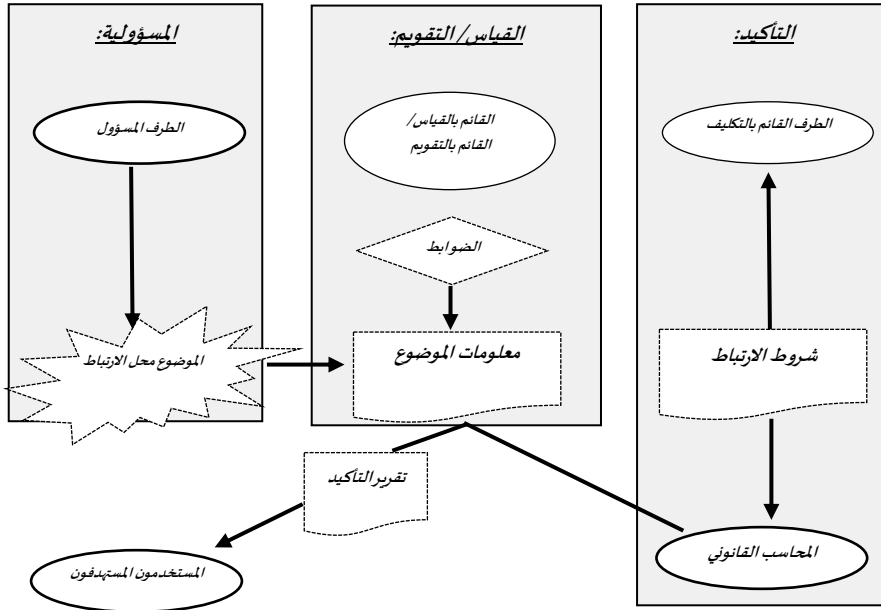 المسؤولية:
الطرف المسؤول
الموضوع محل الارتباط
القياس/ التقويم:
القائم بالقياس/
القائم بالتقويم
الضوابط
معلومات الموضوع
التأكيد:
الطرف القائم بالتكليف
شروط الارتباط
المحاسب القانوني
تقرير التأكيد
المستخدمون المستهدفون